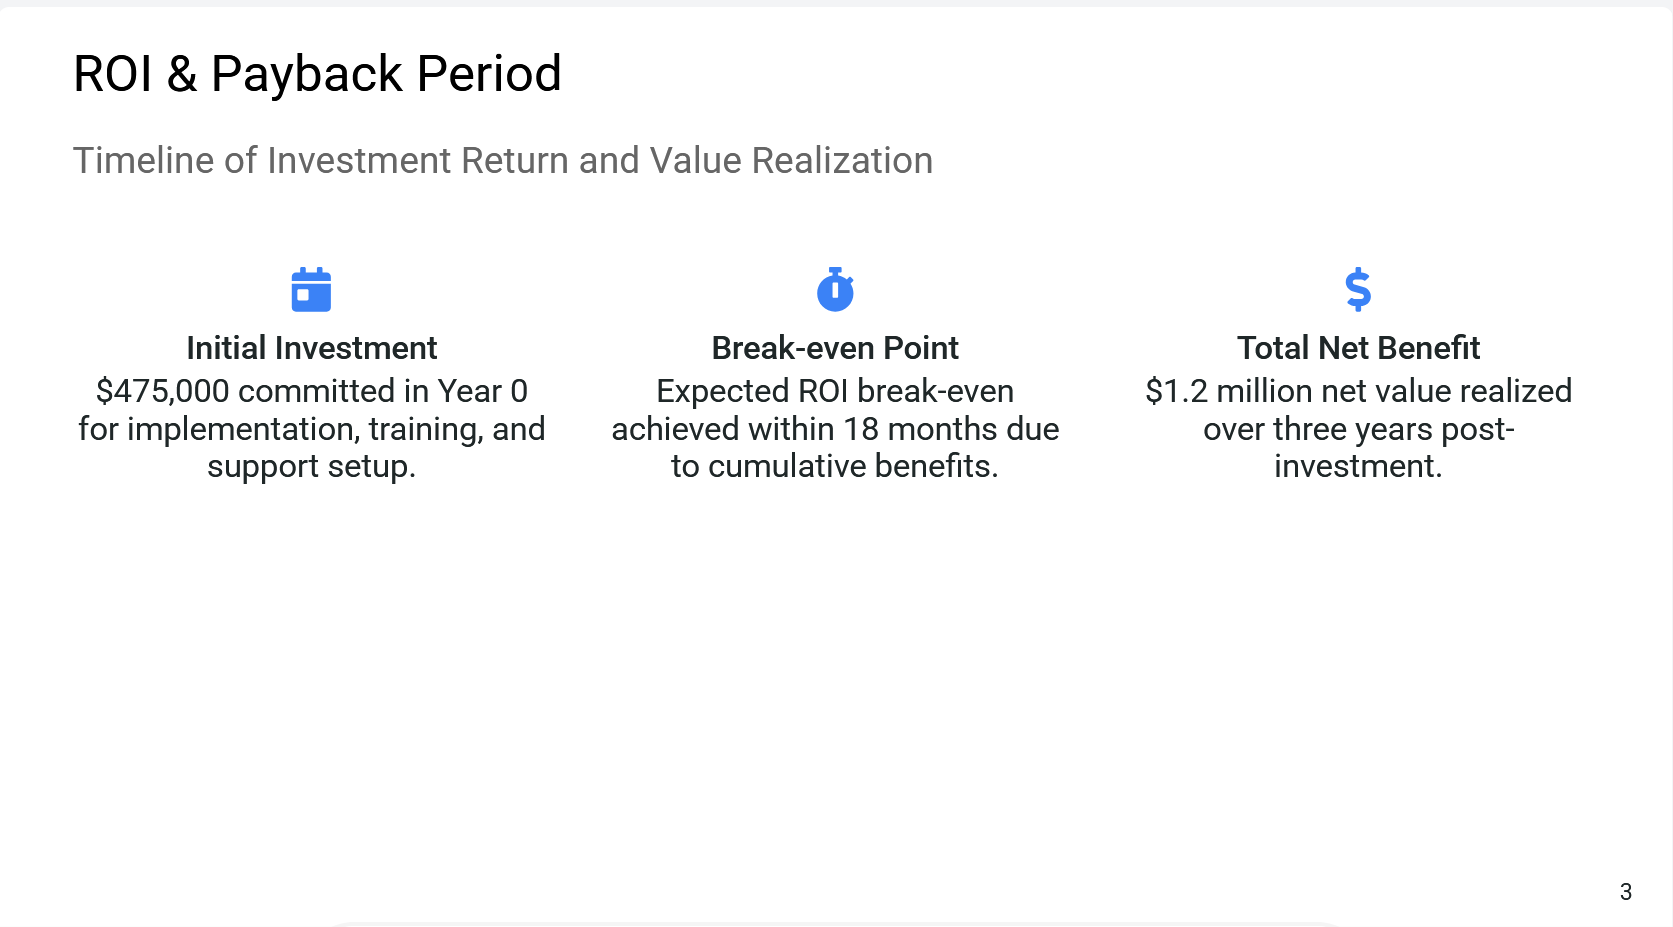 ROI & Payback Period
Timeline of Investment Return and Value Realization
Initial Investment
$475,000 committed in Year 0
for implementation, training, and
support setup.
Break-even Point
Expected ROI break-even
achieved within 18 months due
to cumulative benefits.
Total Net Benefit
$1.2 million net value realized
over three years post-
investment.
3